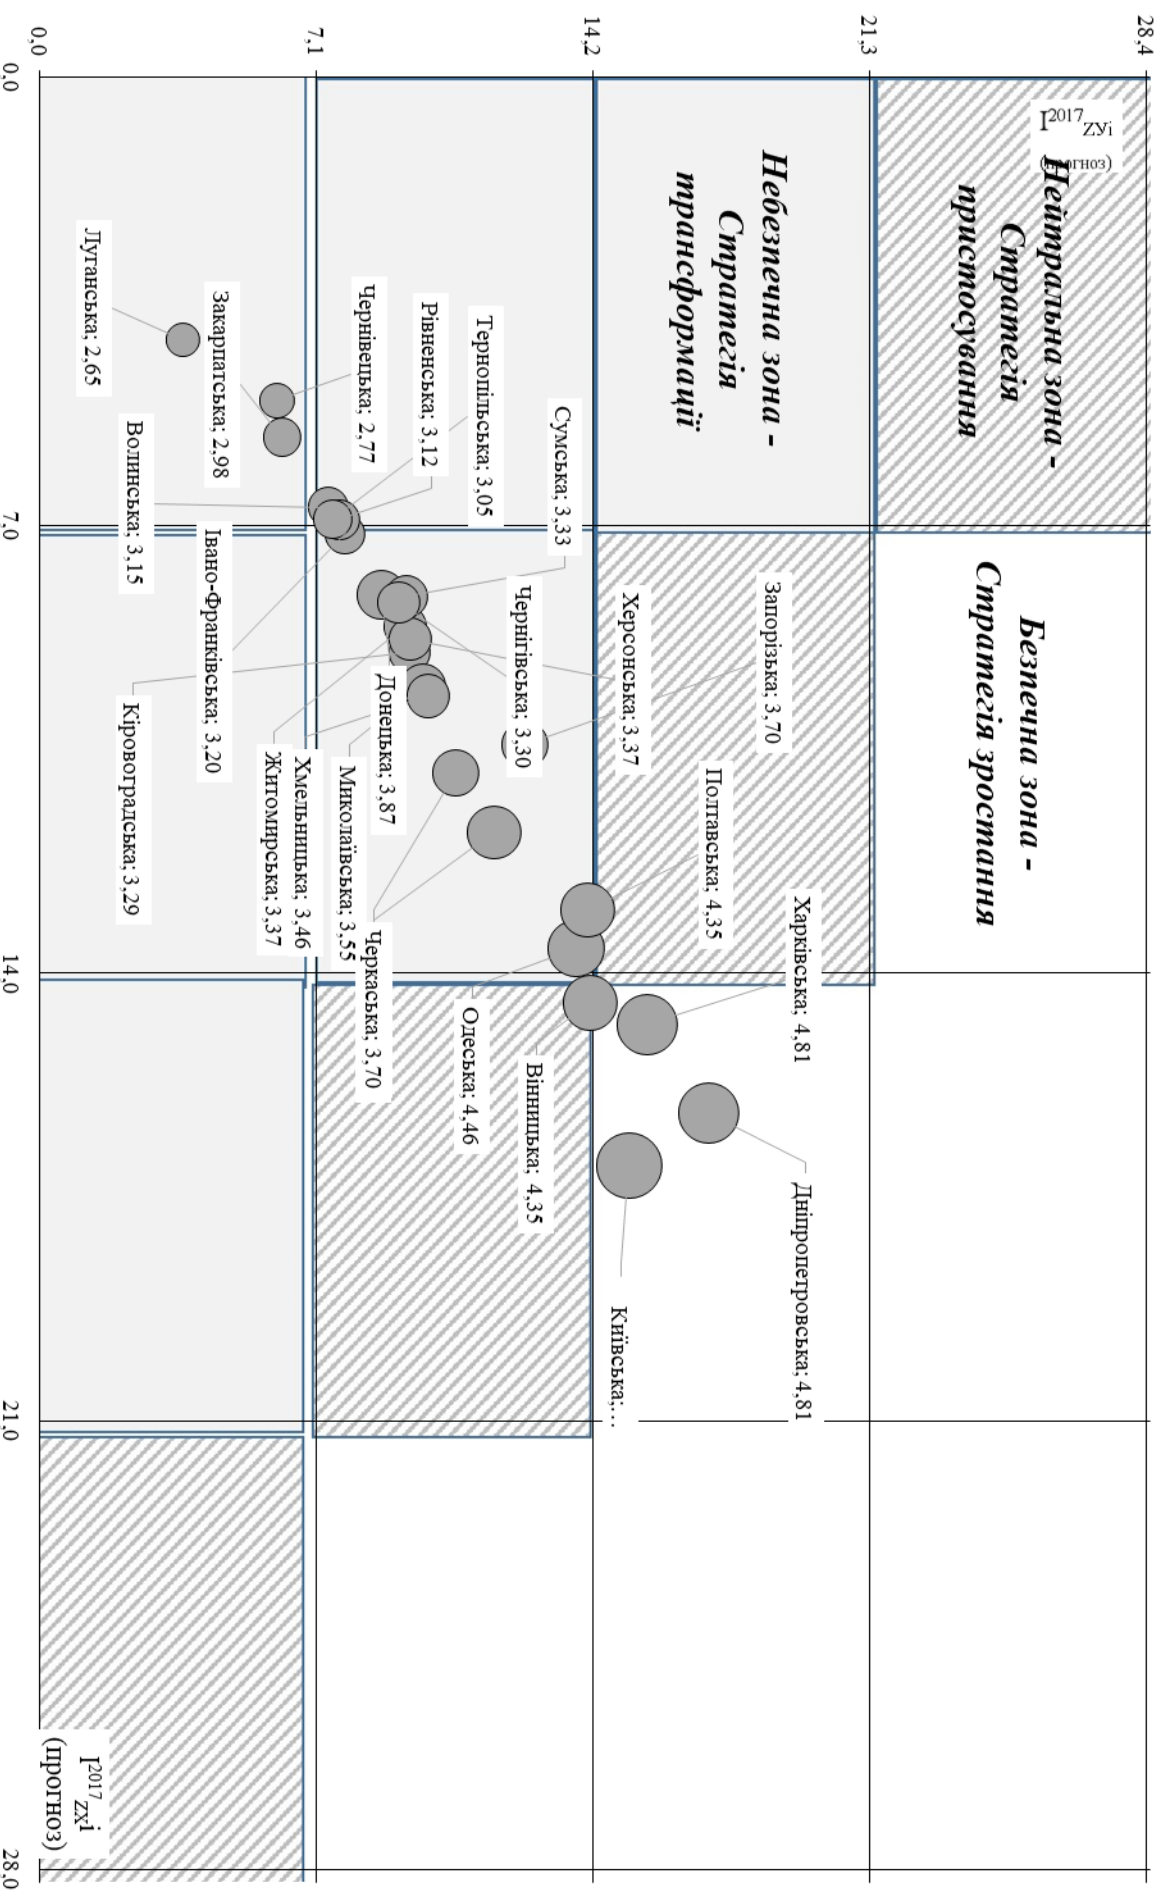 28,4
21,3
14,2
7,1
0,0
0,0
7,0
14,0
21,0
28,0
I²⁰¹⁷ZУi
(прогноз)
Нейтральна зона -
Стратегія
пристосування
Небезпечна зона -
Стратегія
трансформації
Безпечна зона -
Стратегія зростання
Запорізька; 3,70
Харківська; 4,81
Дніпропетровська; 4,81
Полтавська; 4,35
Херсонська; 3,37
Київська;…
Сумська; 3,33
Чернігівська; 3,30
Вінницька; 4,35
Тернопільська; 3,05
Одеська; 4,46
Рівненська; 3,12
Чернівецька; 2,77
Донецька; 3,87
Черкаська; 3,70
Миколаївська; 3,55
Хмельницька; 3,46
Житомирська; 3,37
Закарпатська; 2,98
Івано-Франківська; 3,20
Волинська; 3,15
Кіровоградська; 3,29
Луганська; 2,65
I²⁰¹⁷ZXi
(прогноз)